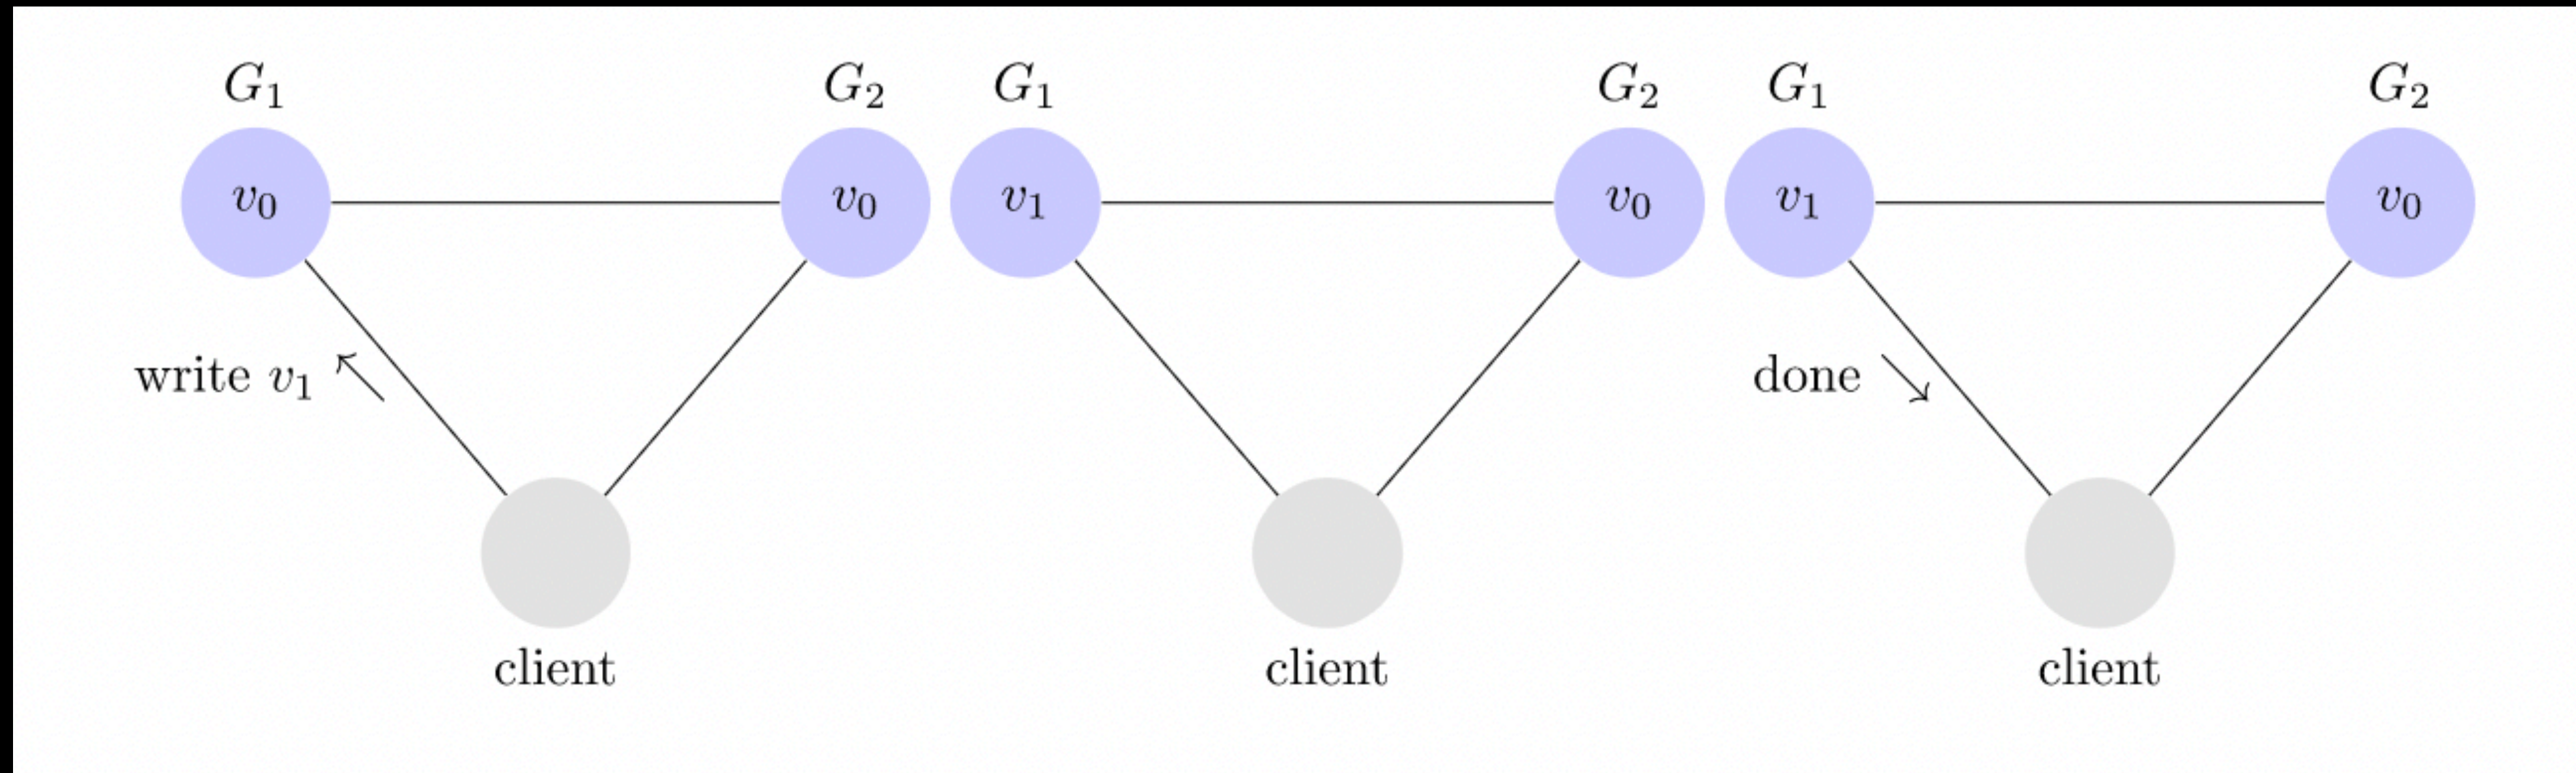 G₁ G₂ G₁ G₂ G₁ G₂
v₀ v₀ v₁ v₀ v₁ v₀
write v₁ done
client client client